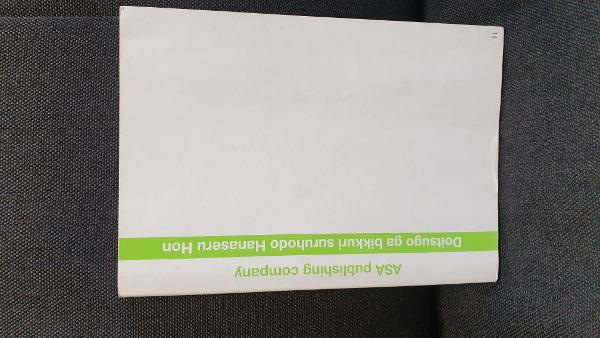 ASA publishing company
Doitsugo ga bikkuri suruhodo Hanaseru Hon